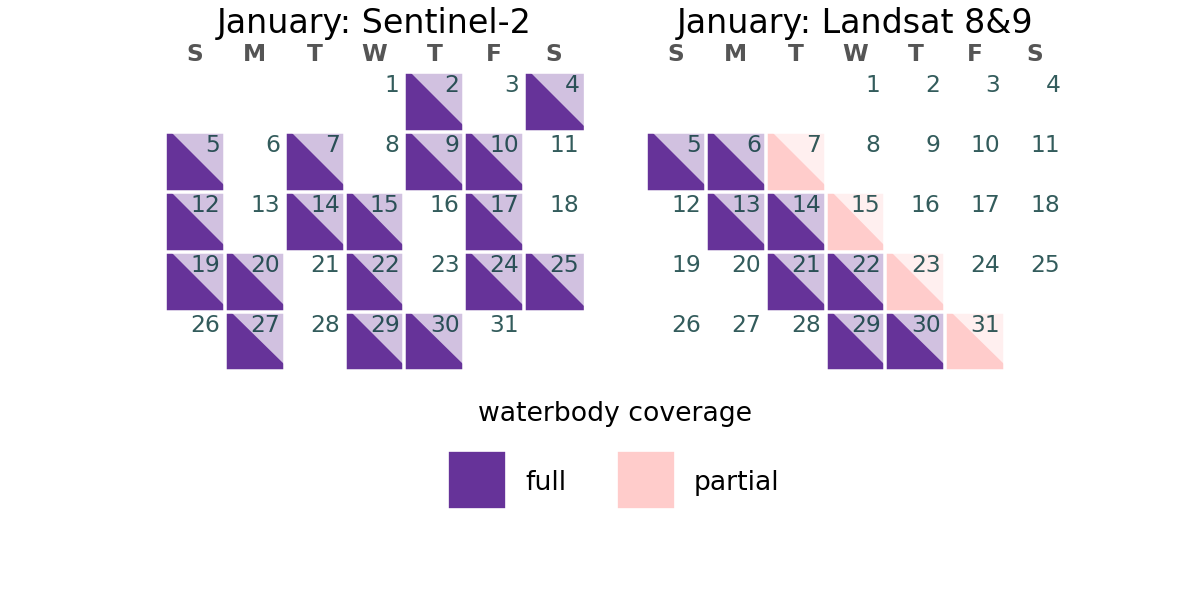 January: Sentinel-2
S M T W T F S
1 2 3 4
5 6 7 8 9 10 11
12 13 14 15 16 17 18
19 20 21 22 23 24 25
26 27 28 29 30 31
January: Landsat 8&9
S M T W T F S
1 2 3 4
5 6 7 8 9 10 11
12 13 14 15 16 17 18
19 20 21 22 23 24 25
26 27 28 29 30 31
waterbody coverage
full partial